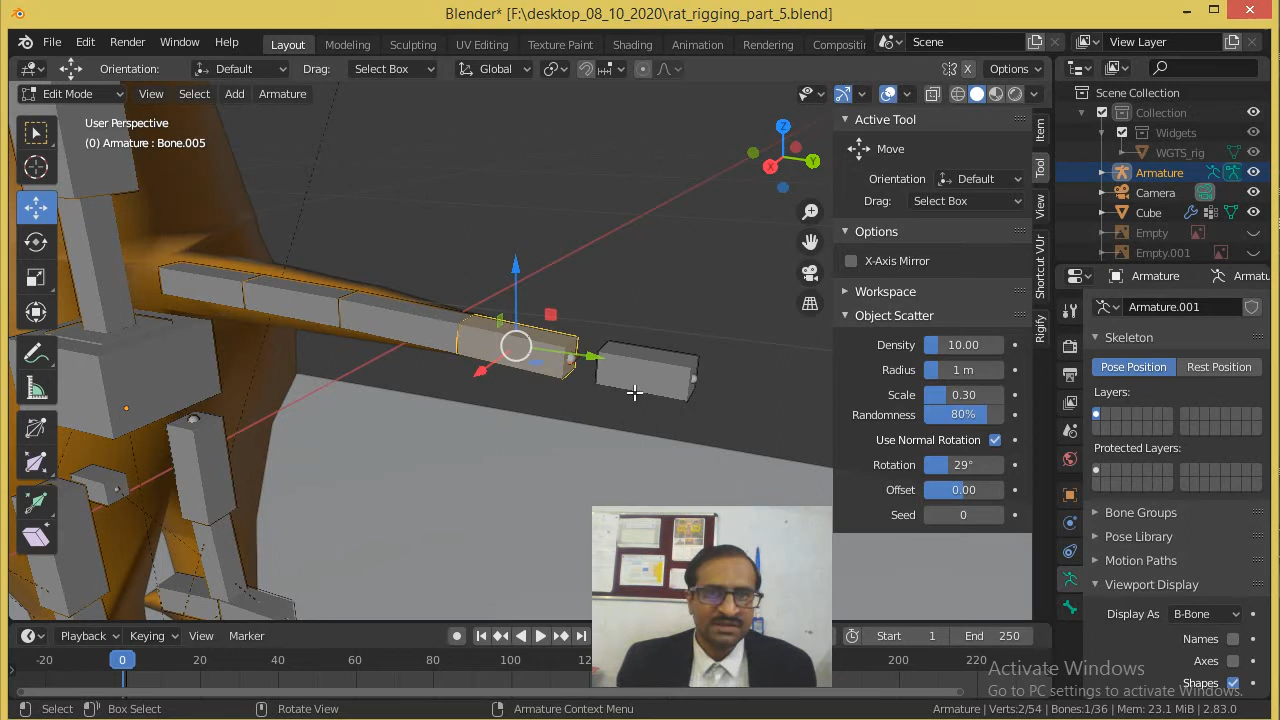 Blender* [F:\desktop_08_10_2020\rat_rigging_part_5.blend]
File Edit Render Window Help Layout Modeling Sculpting UV Editing Texture Paint Shading Animation Rendering Compositin Scene View Layer
Orientation: Default Drag: Select Box Global X Options
Edit Mode View Select Add Armature
User Perspective
(0) Armature : Bone.005
Z
Y
X
Active Tool
Move
Orientation Default
Drag: Select Box
Options
X-Axis Mirror
Workspace
Object Scatter
Density 10.00
Radius 1 m
Scale 0.30
Randomness 80%
Use Normal Rotation
Rotation 29°
Offset 0.00
Seed 0
Item
Tool
View
Shortcut VUr
Rigify
Scene Collection
Collection
Widgets
WGTS_rig
Armature
Camera
Cube
Empty
Empty.001
Armature Armatu
Armature.001
Skeleton
Pose Position Rest Position
Layers:
Protected Layers:
Bone Groups
Pose Library
Motion Paths
Viewport Display
Display As B-Bone
Names
Axes
Shapes
Playback Keying View Marker Start 1 End 250
-20 0 20 40 60 80 100 120 200 220
Activate Windows
Go to PC settings to activate Windows.
Select Box Select Rotate View Armature Context Menu Armature | Verts:2/54 | Bones:1/36 | Mem: 23.1 MiB | 2.83.0